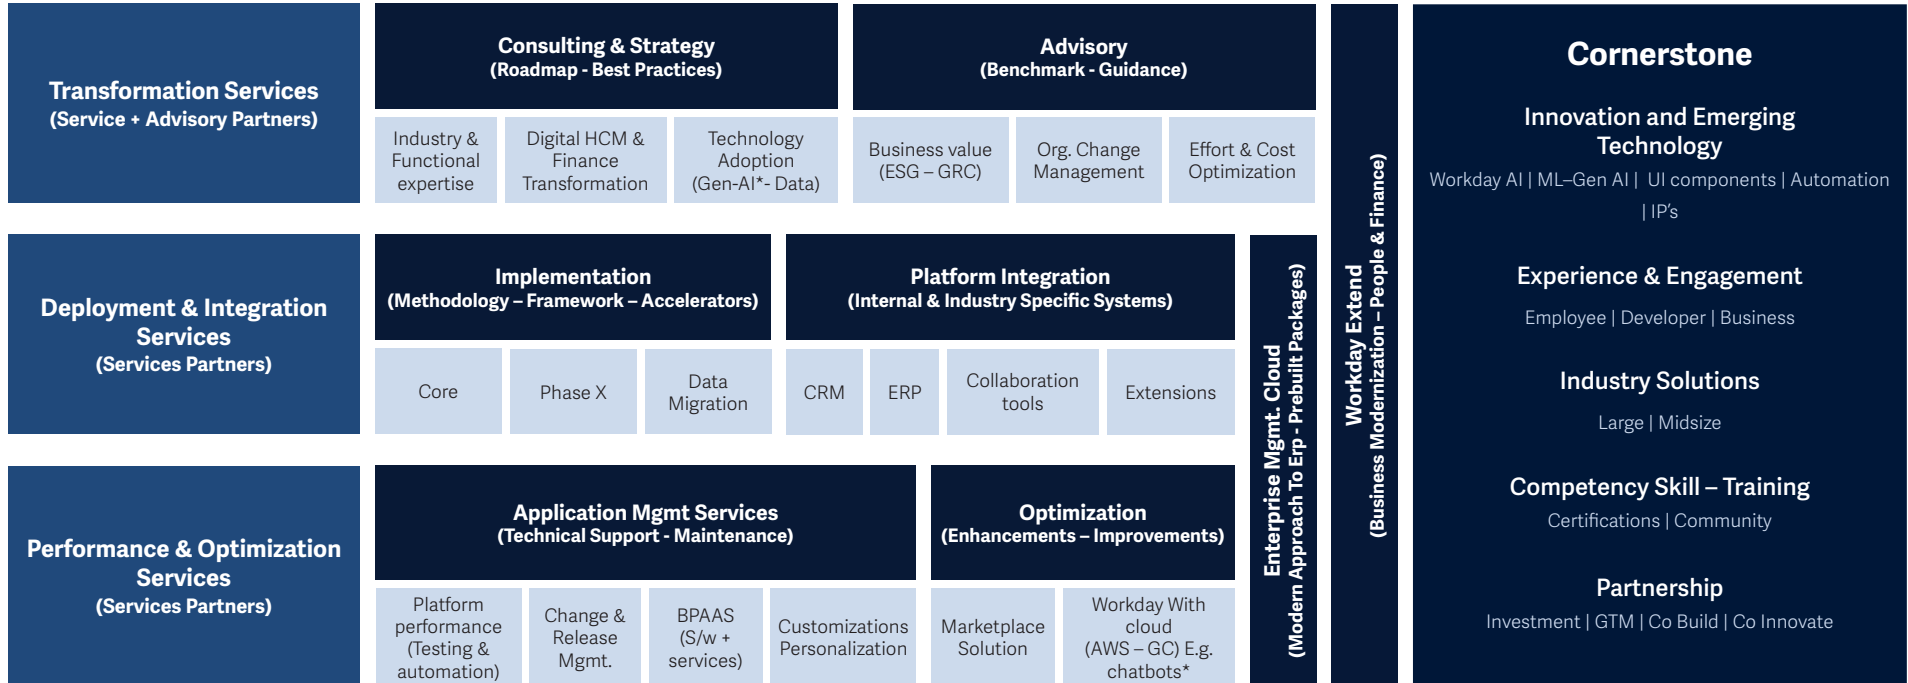 Transformation Services
(Service + Advisory Partners)
Consulting & Strategy
(Roadmap - Best Practices)
Industry &
Functional
expertise
Digital HCM &
Finance
Transformation
Technology
Adoption
(Gen-AI*- Data)
Advisory
(Benchmark - Guidance)
Business value
(ESG – GRC)
Org. Change
Management
Effort & Cost
Optimization
Deployment & Integration
Services
(Services Partners)
Implementation
(Methodology – Framework – Accelerators)
Core
Phase X
Data
Migration
Platform Integration
(Internal & Industry Specific Systems)
CRM
ERP
Collaboration
tools
Extensions
Performance & Optimization
Services
(Services Partners)
Application Mgmt Services
(Technical Support - Maintenance)
Platform
performance
(Testing &
automation)
Change &
Release
Mgmt.
BPAAS
(S/w +
services)
Customizations
Personalization
Optimization
(Enhancements – Improvements)
Marketplace
Solution
Workday With
cloud
(AWS – GC) E.g.
chatbots*
Enterprise Mgmt. Cloud
(Modern Approach To Erp - Prebuilt Packages)
Workday Extend
(Business Modernization – People & Finance)
Cornerstone
Innovation and Emerging
Technology
Workday AI | ML–Gen AI | UI components | Automation
| IP's
Experience & Engagement
Employee | Developer | Business
Industry Solutions
Large | Midsize
Competency Skill – Training
Certifications | Community
Partnership
Investment | GTM | Co Build | Co Innovate